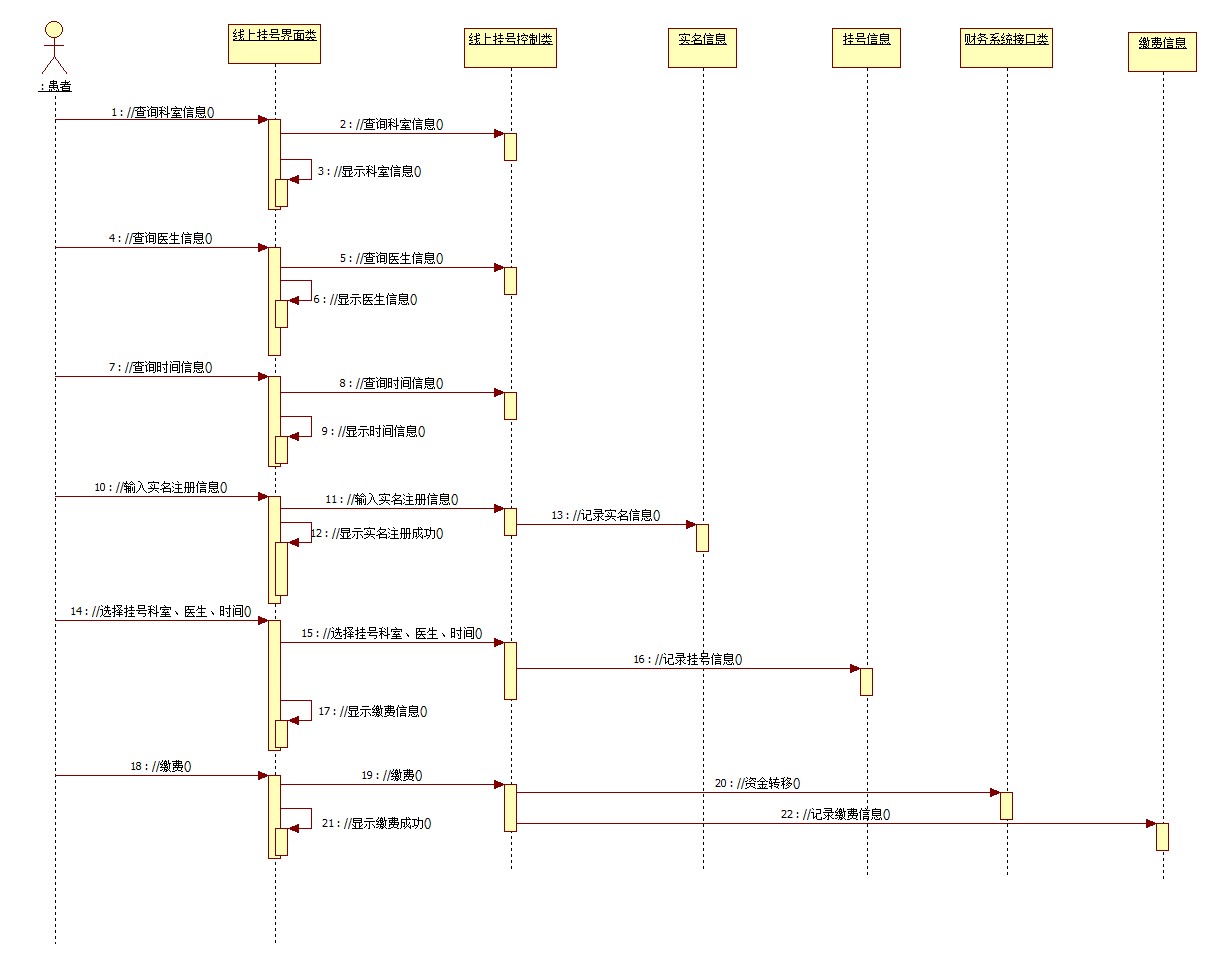 线上挂号界面类
线上挂号控制类
实名信息
挂号信息
财务系统接口类
缴费信息
: 患者
1 : //查询科室信息()
2 : //查询科室信息()
3 : //显示科室信息()
4 : //查询医生信息()
5 : //查询医生信息()
6 : //显示医生信息()
7 : //查询时间信息()
8 : //查询时间信息()
9 : //显示时间信息()
10 : //输入实名注册信息()
11 : //输入实名注册信息()
13 : //记录实名信息()
12 : //显示实名注册成功()
14 : //选择挂号科室、医生、时间()
15 : //选择挂号科室、医生、时间()
16 : //记录挂号信息()
17 : //显示缴费信息()
18 : //缴费()
19 : //缴费()
20 : //资金转移()
22 : //记录缴费信息()
21 : //显示缴费成功()